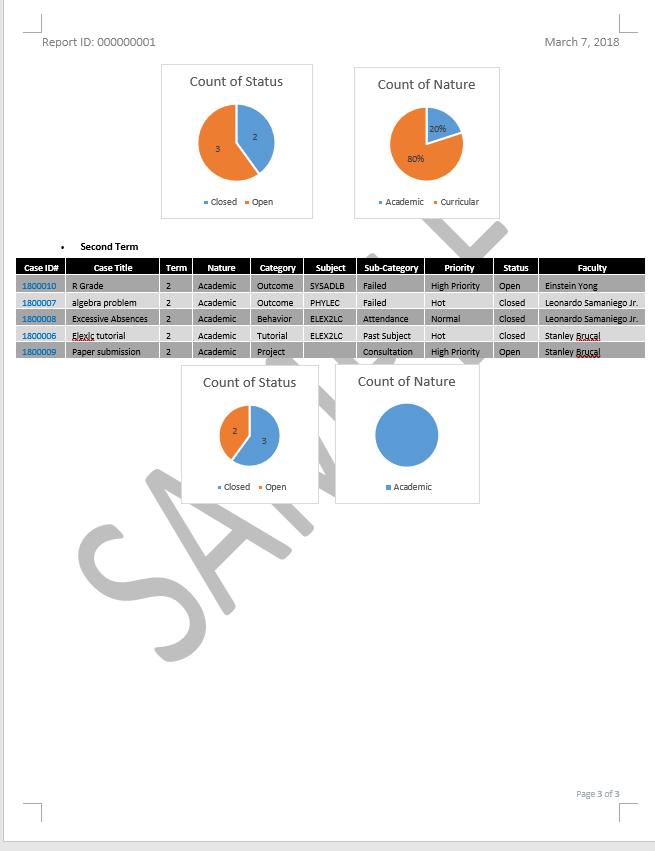 Report ID: 000000001 March 7, 2018
Count of Status Count of Nature
2 20%
3 80%
Closed Open Academic Curricular
• Second Term
Case ID# Case Title Term Nature Category Subject Sub-Category Priority Status Faculty
1800010 R Grade 2 Academic Outcome SYSADLB Failed High Priority Open Einstein Yong
1800007 algebra problem 2 Academic Outcome PHYLEC Failed Hot Closed Leonardo Samaniego Jr.
1800008 Excessive Absences 2 Academic Behavior ELEX2LC Attendance Normal Closed Leonardo Samaniego Jr.
1800006 Elexlc tutorial 2 Academic Tutorial ELEX2LC Past Subject Hot Closed Stanley Brucal
1800009 Paper submission 2 Academic Project Consultation High Priority Open Stanley Brucal
Count of Status Count of Nature
2 3
Closed Open Academic
SAMPLE
Page 3 of 3